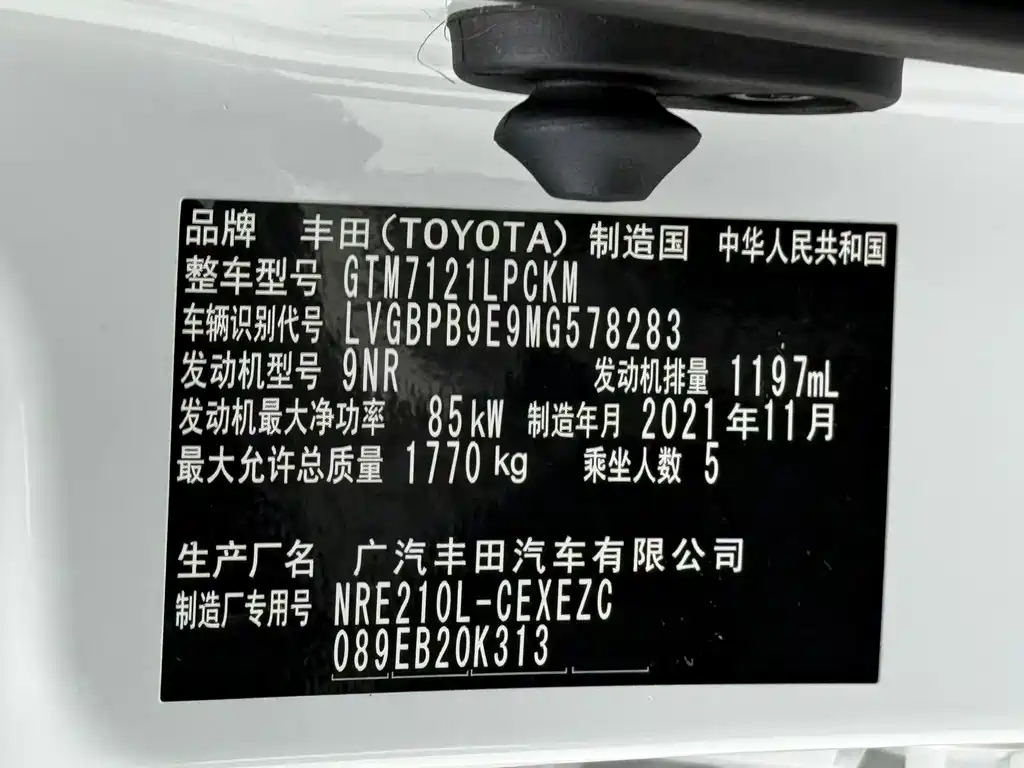 品牌 丰田(TOYOTA) 制造国 中华人民共和国
整车型号 GTM7121LPCKM
车辆识别代号 LVGBPB9E9MG578283
发动机型号 9NR 发动机排量 1197mL
发动机最大净功率 85kW 制造年月 2021年11月
最大允许总质量 1770kg 乘坐人数 5
生产厂名 广汽丰田汽车有限公司
制造厂专用号 NRE210L-CEXEZC
089EB20K313